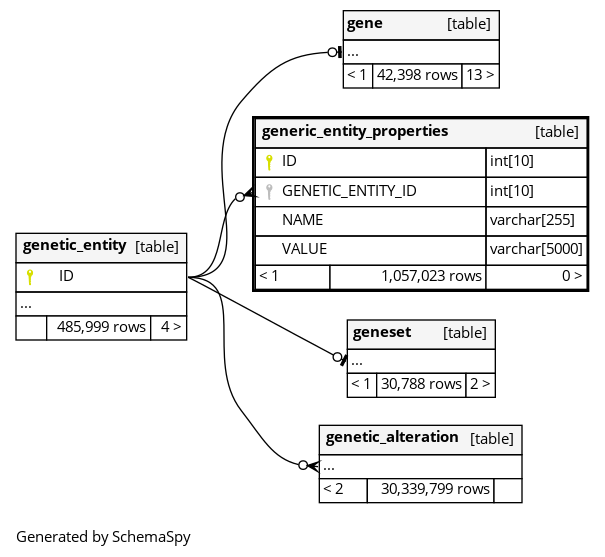 gene [table]
...
< 1 42,398 rows 13 >
generic_entity_properties [table]
ID int[10]
GENETIC_ENTITY_ID int[10]
NAME varchar[255]
VALUE varchar[5000]
< 1 1,057,023 rows 0 >
genetic_entity [table]
ID
...
485,999 rows 4 >
geneset [table]
...
< 1 30,788 rows 2 >
genetic_alteration [table]
...
< 2 30,339,799 rows
Generated by SchemaSpy